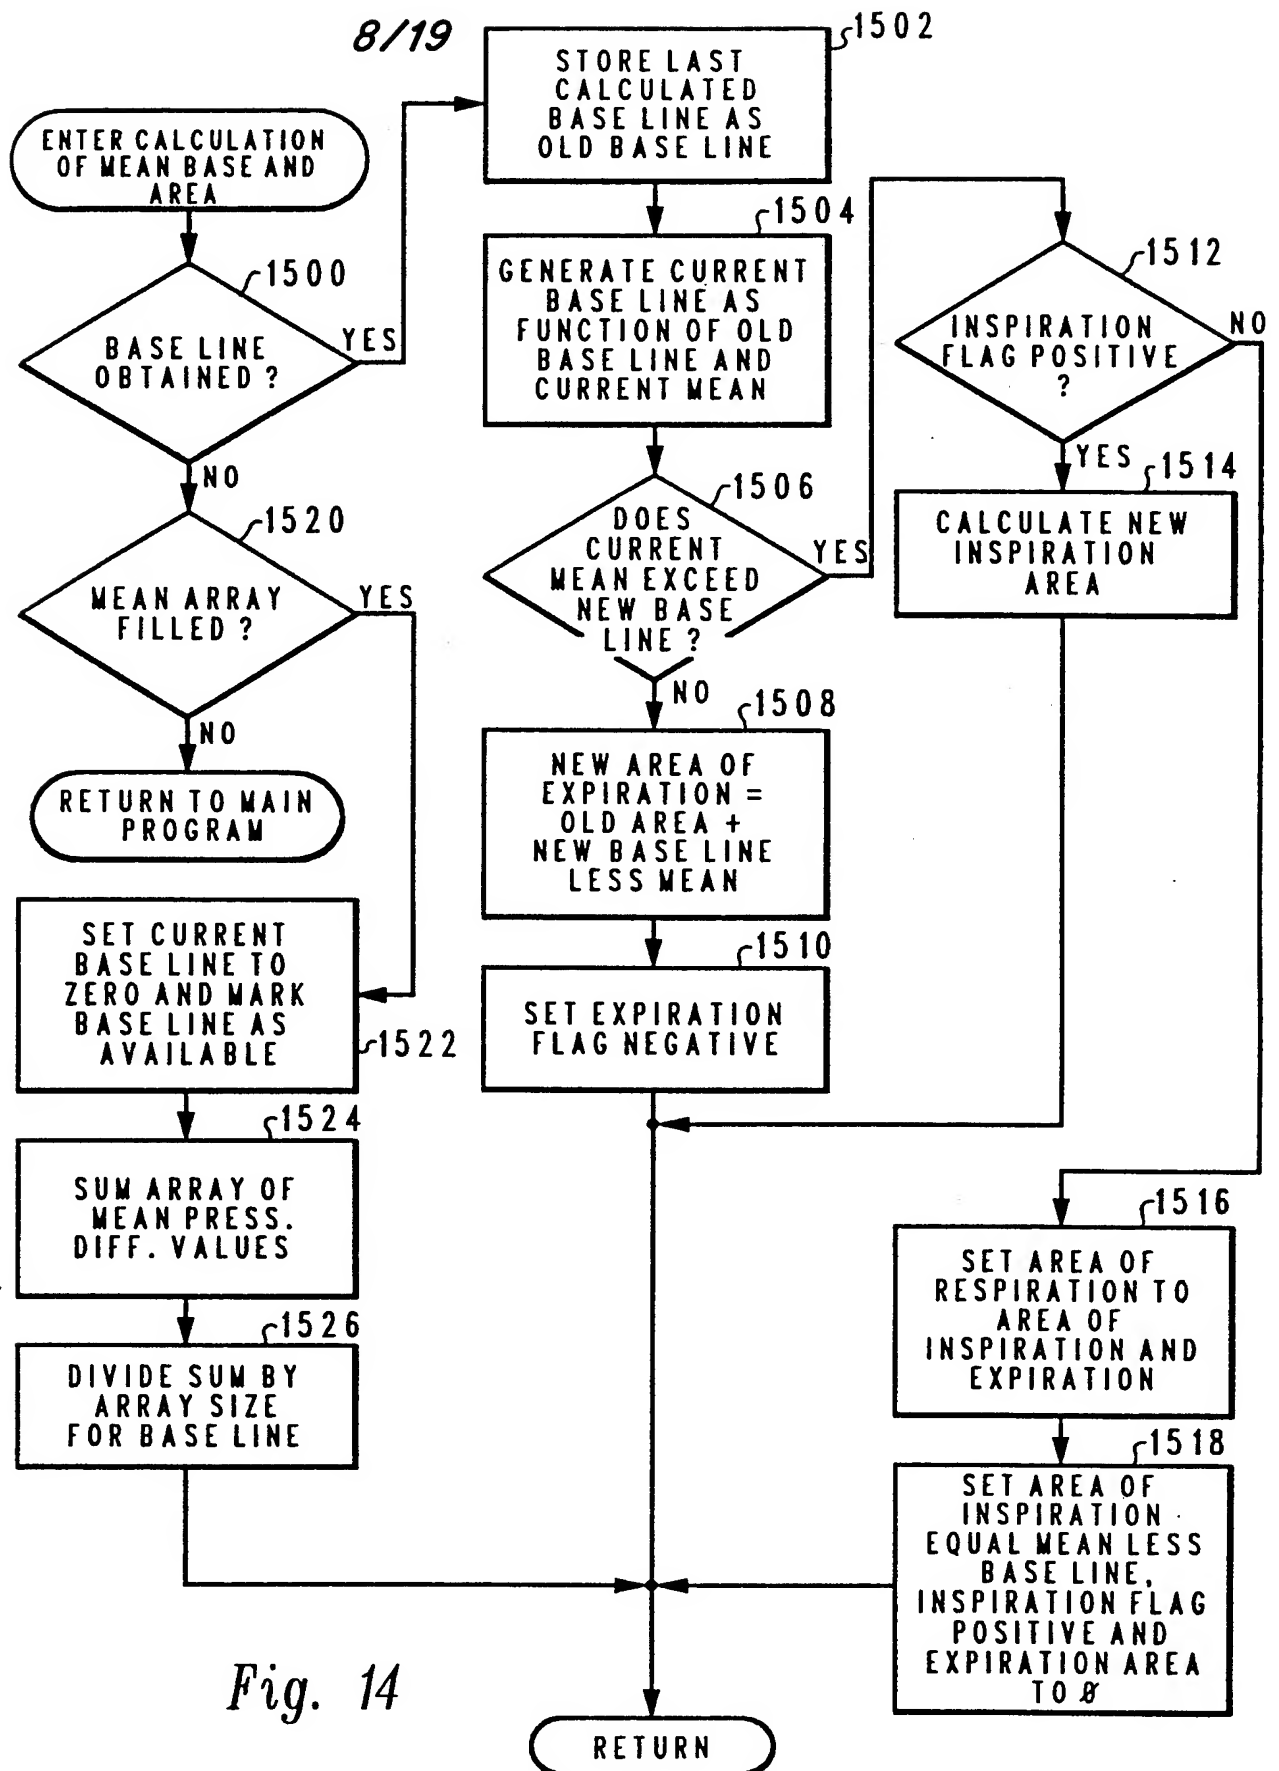 8/19
ENTER CALCULATION
OF MEAN BASE AND
AREA
1500
BASE LINE
OBTAINED ?
YES
NO
1520
MEAN ARRAY
FILLED ?
YES
NO
RETURN TO MAIN
PROGRAM
SET CURRENT
BASE LINE TO
ZERO AND MARK
BASE LINE AS
AVAILABLE
1522
1524
SUM ARRAY OF
MEAN PRESS.
DIFF. VALUES
1526
DIVIDE SUM BY
ARRAY SIZE
FOR BASE LINE
1502
STORE LAST
CALCULATED
BASE LINE AS
OLD BASE LINE
1504
GENERATE CURRENT
BASE LINE AS
FUNCTION OF OLD
BASE LINE AND
CURRENT MEAN
1506
DOES
CURRENT
MEAN EXCEED
NEW BASE
LINE ?
YES
NO
1508
NEW AREA OF
EXPIRATION =
OLD AREA +
NEW BASE LINE
LESS MEAN
1510
SET EXPIRATION
FLAG NEGATIVE
1512
INSPIRATION
FLAG POSITIVE
?
NO
YES
1514
CALCULATE NEW
INSPIRATION
AREA
1516
SET AREA OF
RESPIRATION TO
AREA OF
INSPIRATION AND
EXPIRATION
1518
SET AREA OF
INSPIRATION
EQUAL MEAN LESS
BASE LINE,
INSPIRATION FLAG
POSITIVE AND
EXPIRATION AREA
TO 0
RETURN
Fig. 14